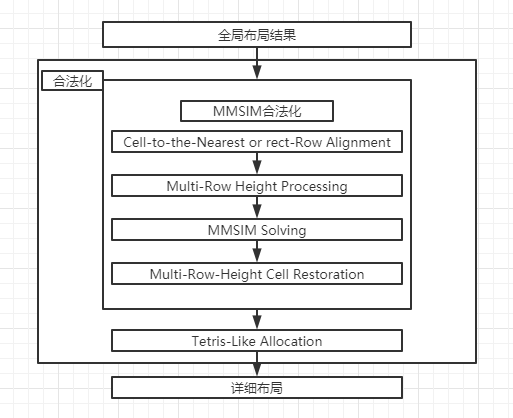 全局布局结果
合法化
MMSIM合法化
Cell-to-the-Nearest or rect-Row Alignment
Multi-Row Height Processing
MMSIM Solving
Multi-Row-Height Cell Restoration
Tetris-Like Allocation
详细布局